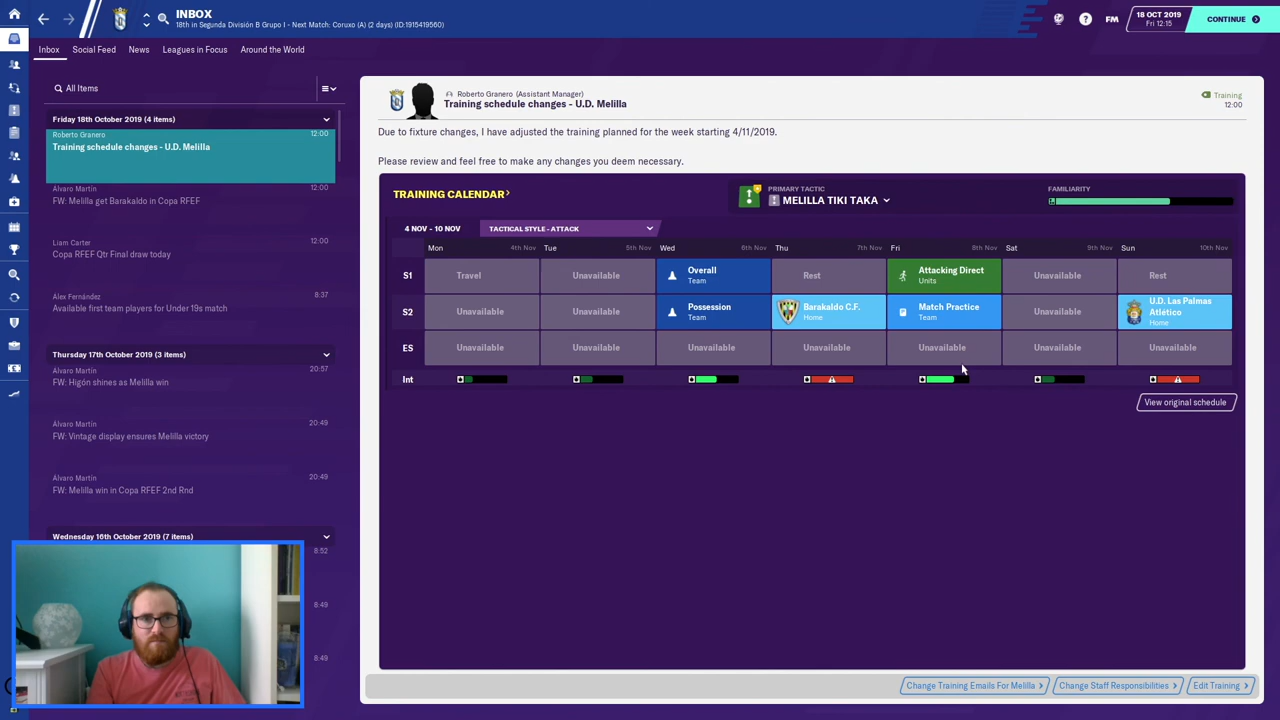 INBOX
18th in Segunda División B Grupo I - Next Match: Coruxo (A) (2 days) (ID:1915419560)
FM
18 OCT 2019
Fri 12:15
CONTINUE
Inbox
Social Feed
News
Leagues in Focus
Around the World
All Items
Friday 18th October 2019 (4 items)
Roberto Granero
12:00
Training schedule changes - U.D. Melilla
Álvaro Martín
12:00
FW: Melilla get Barakaldo in Copa RFEF
Liam Carter
12:00
Copa RFEF Qtr Final draw today
Alex Fernández
8:37
Available first team players for Under 19s match
Thursday 17th October 2019 (3 items)
Álvaro Martín
20:57
FW: Higón shines as Melilla win
Álvaro Martín
20:49
FW: Vintage display ensures Melilla victory
Álvaro Martín
20:49
FW: Melilla win in Copa RFEF 2nd Rnd
Wednesday 16th October 2019 (7 items)
8:52
8:49
8:49
Roberto Granero (Assistant Manager)
Training schedule changes - U.D. Melilla
Training
12:00
Due to fixture changes, I have adjusted the training planned for the week starting 4/11/2019.
Please review and feel free to make any changes you deem necessary.
TRAINING CALENDAR
PRIMARY TACTIC
MELILLA TIKI TAKA
FAMILIARITY
4 NOV - 10 NOV
TACTICAL STYLE - ATTACK
Mon 4th Nov
Tue 5th Nov
Wed 6th Nov
Thu 7th Nov
Fri 8th Nov
Sat 9th Nov
Sun 10th Nov
S1
Travel
Unavailable
Overall
Team
Rest
Attacking Direct
Units
Unavailable
Rest
S2
Unavailable
Unavailable
Possession
Team
Barakaldo C.F.
Home
Match Practice
Team
Unavailable
U.D. Las Palmas
Atlético
Home
ES
Unavailable
Unavailable
Unavailable
Unavailable
Unavailable
Unavailable
Unavailable
Int
View original schedule
Change Training Emails For Melilla
Change Staff Responsibilities
Edit Training